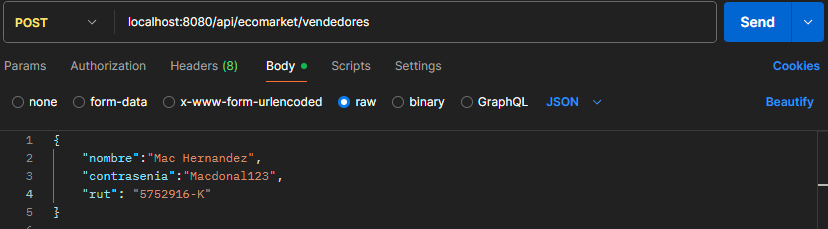 POST localhost:8080/api/ecomarket/vendedores Send
Params Authorization Headers (8) Body Scripts Settings Cookies
none form-data x-www-form-urlencoded raw binary GraphQL JSON Beautify
1 {
2 "nombre":"Mac Hernandez",
3 "contrasenia":"Macdonal123",
4 "rut": "5752916-K"
5 }